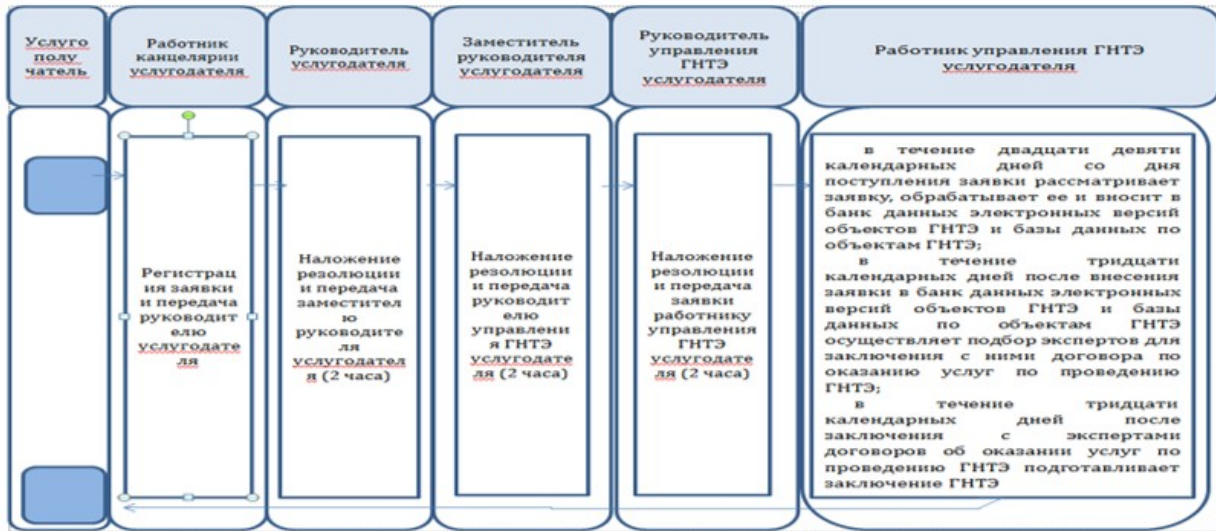 Услуго
полу
чатель
Работник
канцелярии
услугодателя
Руководитель
услугодателя
Заместитель
руководителя
услугодателя
Руководитель
управления
ГНТЭ
услугодателя
Работник управления ГНТЭ
услугодателя
Регистрац
ия заявки
и передача
руководит
елю
услугодате
ля
Наложение
резолюции
и передача
заместител
ю
руководите
ля
услугодател
я (2 часа)
Наложение
резолюции
и передача
руководит
елю
управлени
я ГНТЭ
услугодате
ля (2 часа)
Наложение
резолюции
и передача
заявки
работнику
управления
ГНТЭ
услугодате
ля (2 часа)
в течение двадцати девяти
календарных дней со дня
поступления заявки рассматривает
заявку, обрабатывает ее и вносит в
банк данных электронных версий
объектов ГНТЭ и базы данных по
объектам ГНТЭ;
в течение тридцати
календарных дней после внесения
заявки в банк данных электронных
версий объектов ГНТЭ и базы
данных по объектам ГНТЭ
осуществляет подбор экспертов для
заключения с ними договора по
оказанию услуг по проведению
ГНТЭ;
в течение тридцати
календарных дней после
заключения с экспертами
договоров об оказании услуг по
проведению ГНТЭ подготавливает
заключение ГНТЭ